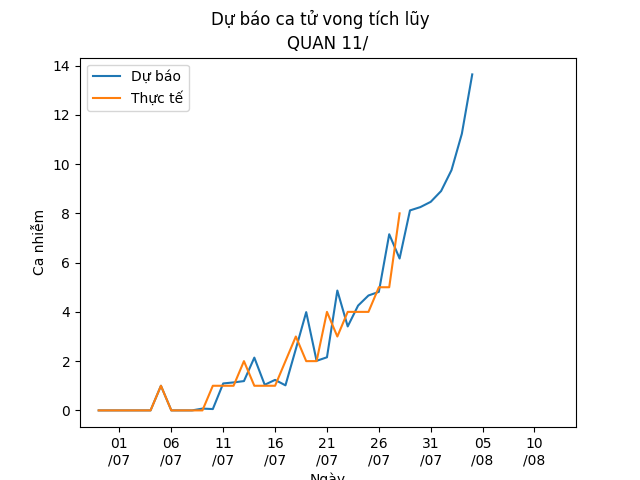 Dự báo ca tử vong tích lũy
QUAN 11/
Dự báo
Thực tế
Ca nhiễm
14
12
10
8
6
4
2
0
01 06 11 16 21 26 31 05 10
/07 /07 /07 /07 /07 /07 /07 /08 /08
Ngày